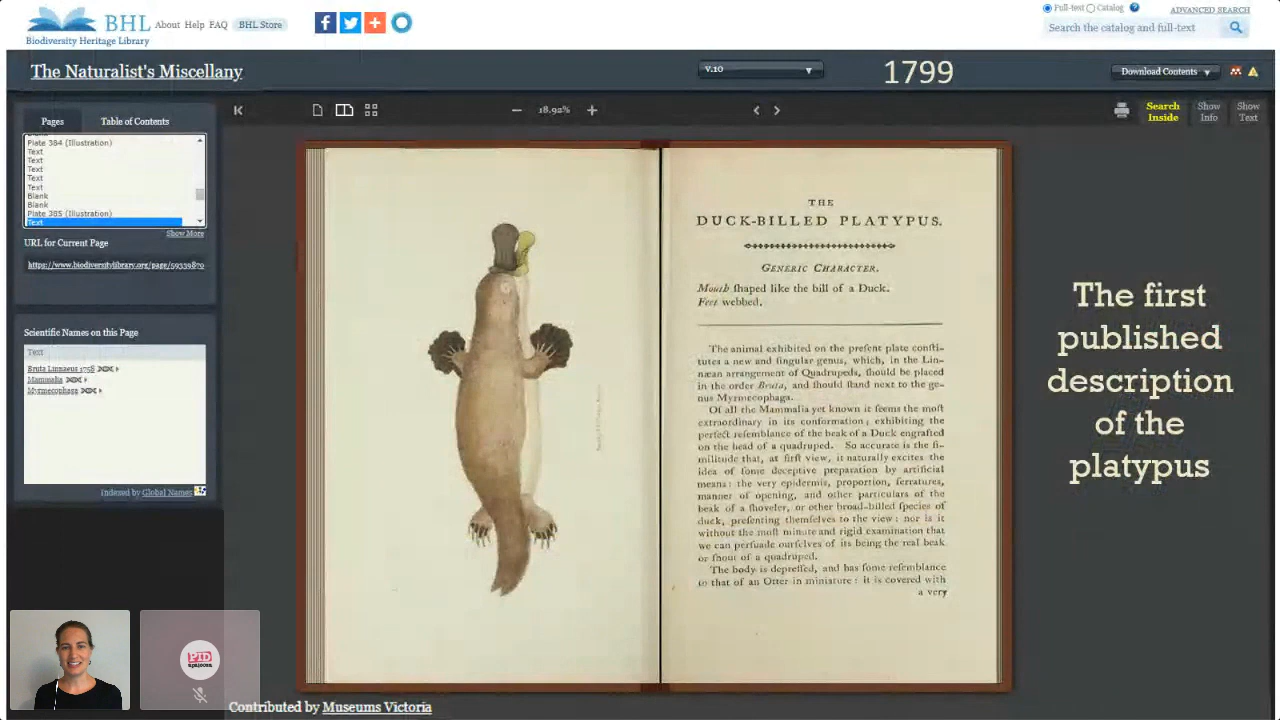 BHL
Biodiversity Heritage Library
About Help FAQ BHL Store
Full-text Catalog ?
ADVANCED SEARCH
Search the catalog and full-text
The Naturalist's Miscellany
v.10
1799
Download Contents
Pages
Table of Contents
18.92%
Search Inside
Show Info
Show Text
Plate 384 (Illustration)
Text
Text
Text
Text
Text
Blank
Blank
Plate 385 (Illustration)
Text
Show More
URL for Current Page
https://www.biodiversitylibrary.org/page/59339870
Scientific Names on this Page
Text
Bruta Linnaeus 1758
Mammalia
Myrmecophaga
Indexed by Global Names
THE
DUCK-BILLED PLATYPUS.
GENERIC CHARACTER.
Mouth ſhaped like the bill of a Duck.
Feet webbed.
The animal exhibited on the preſent plate conſti-
tutes a new and ſingular genus, which, in the Lin-
næan arrangement of Quadrupeds, ſhould be placed
in the order Bruta, and ſhould ſtand next to the ge-
nus Myrmecophaga.
Of all the Mammalia yet known it ſeems the moſt
extraordinary in its conformation; exhibiting the
perfect reſemblance of the beak of a Duck engrafted
on the head of a quadruped. So accurate is the ſi-
militude that, at firſt view, it naturally excites the
idea of ſome deceptive preparation by artificial
means: the very epidermis, proportion, ſerratures,
manner of opening, and other particulars of the
beak of a ſhoveler, or other broad-billed ſpecies of
duck, preſenting themſelves to the view: nor is it
without the moſt minute and rigid examination that
we can perſuade ourſelves of its being the real beak
or ſnout of a quadruped.
The body is depreſſed, and has ſome reſemblance
to that of an Otter in miniature: it is covered with
a very
The first
published
description
of the
platypus
PID
apalooza
Contributed by Museums Victoria